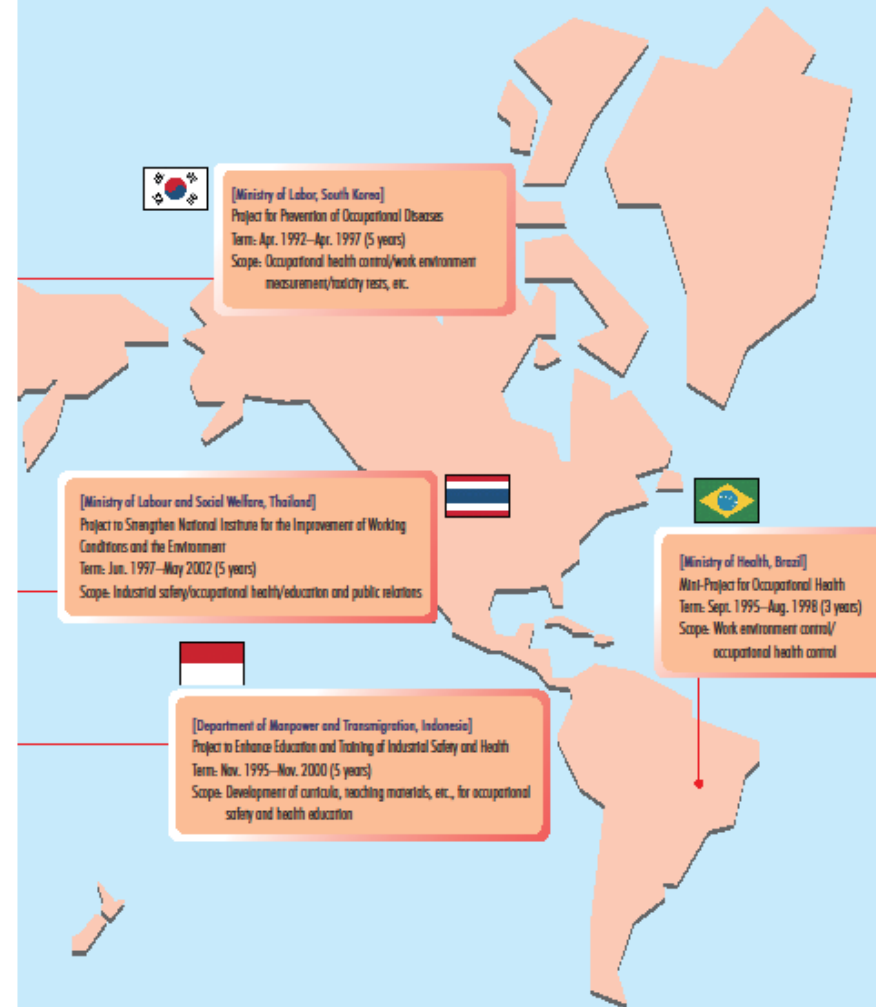 [Ministry of Labor, South Korea]
Project for Prevention of Occupational Diseases
Term: Apr. 1992–Apr. 1997 (5 years)
Scope: Occupational health control/work environment
measurement/toxicity tests, etc.
[Ministry of Labour and Social Welfare, Thailand]
Project to Strengthen National Institute for the Improvement of Working
Conditions and the Environment
Term: Jun. 1997–May 2002 (5 years)
Scope: Industrial safety/occupational health/education and public relations
[Ministry of Health, Brazil]
Mini-Project for Occupational Health
Term: Sept. 1995–Aug. 1998 (3 years)
Scope: Work environment control/
occupational health control
[Department of Manpower and Transmigration, Indonesia]
Project to Enhance Education and Training of Industrial Safety and Health
Term: Nov. 1995–Nov. 2000 (5 years)
Scope: Development of curricula, teaching materials, etc., for occupational
safety and health education